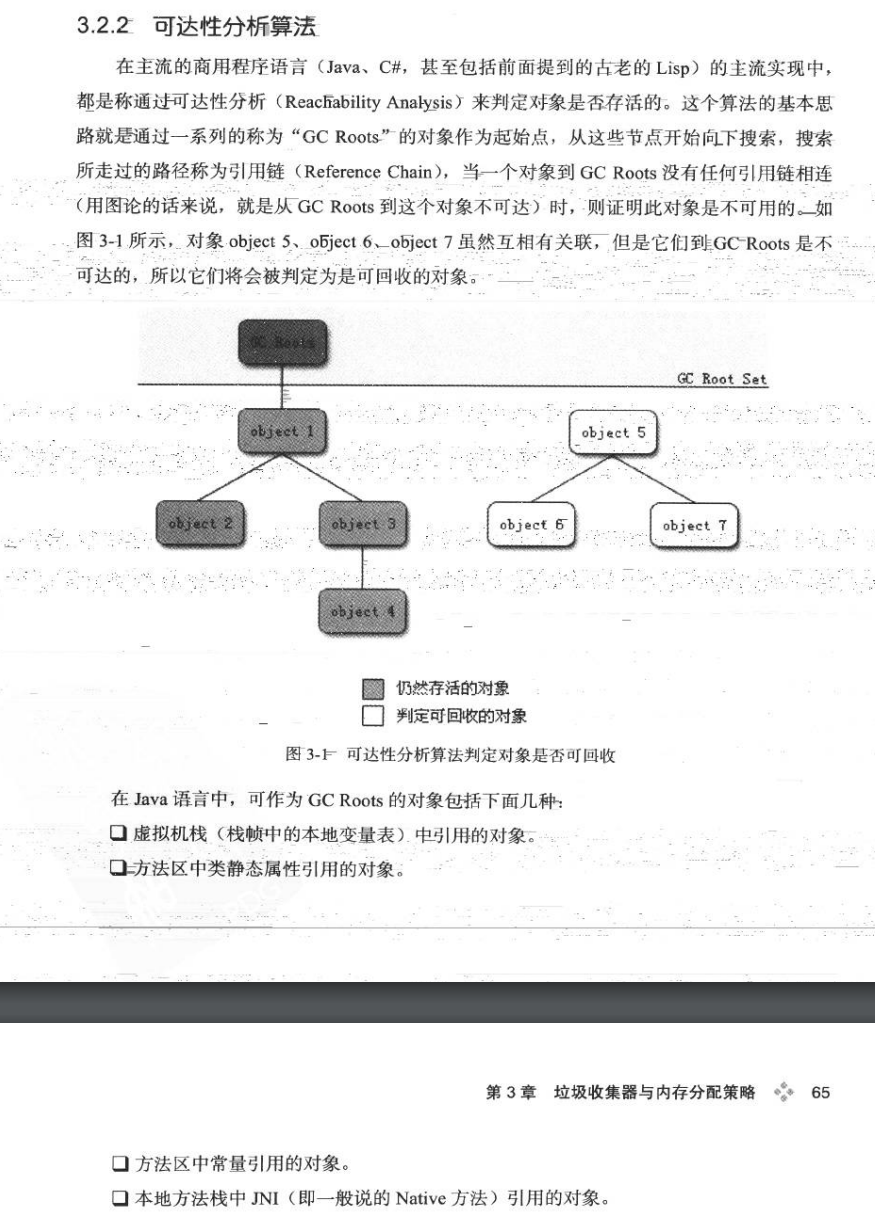 3.2.2 可达性分析算法
在主流的商用程序语言（Java、C#，甚至包括前面提到的古老的 Lisp）的主流实现中，
都是称通过可达性分析（Reachability Analysis）来判定对象是否存活的。这个算法的基本思
路就是通过一系列的称为“GC Roots”的对象作为起始点，从这些节点开始向下搜索，搜索
所走过的路径称为引用链（Reference Chain），当一个对象到 GC Roots 没有任何引用链相连
（用图论的话来说，就是从 GC Roots 到这个对象不可达）时，则证明此对象是不可用的。如
图 3-1 所示，对象 object 5、object 6、object 7 虽然互相有关联，但是它们到 GC Roots 是不
可达的，所以它们将会被判定为是可回收的对象。
GC Roots
GC Root Set
object 1
object 5
object 2
object 3
object 6
object 7
object 4
仍然存活的对象
判定可回收的对象
图 3-1 可达性分析算法判定对象是否可回收
在 Java 语言中，可作为 GC Roots 的对象包括下面几种：
❑ 虚拟机栈（栈帧中的本地变量表）中引用的对象。
❑ 方法区中类静态属性引用的对象。
第 3 章 垃圾收集器与内存分配策略 65
❑ 方法区中常量引用的对象。
❑ 本地方法栈中 JNI（即一般说的 Native 方法）引用的对象。